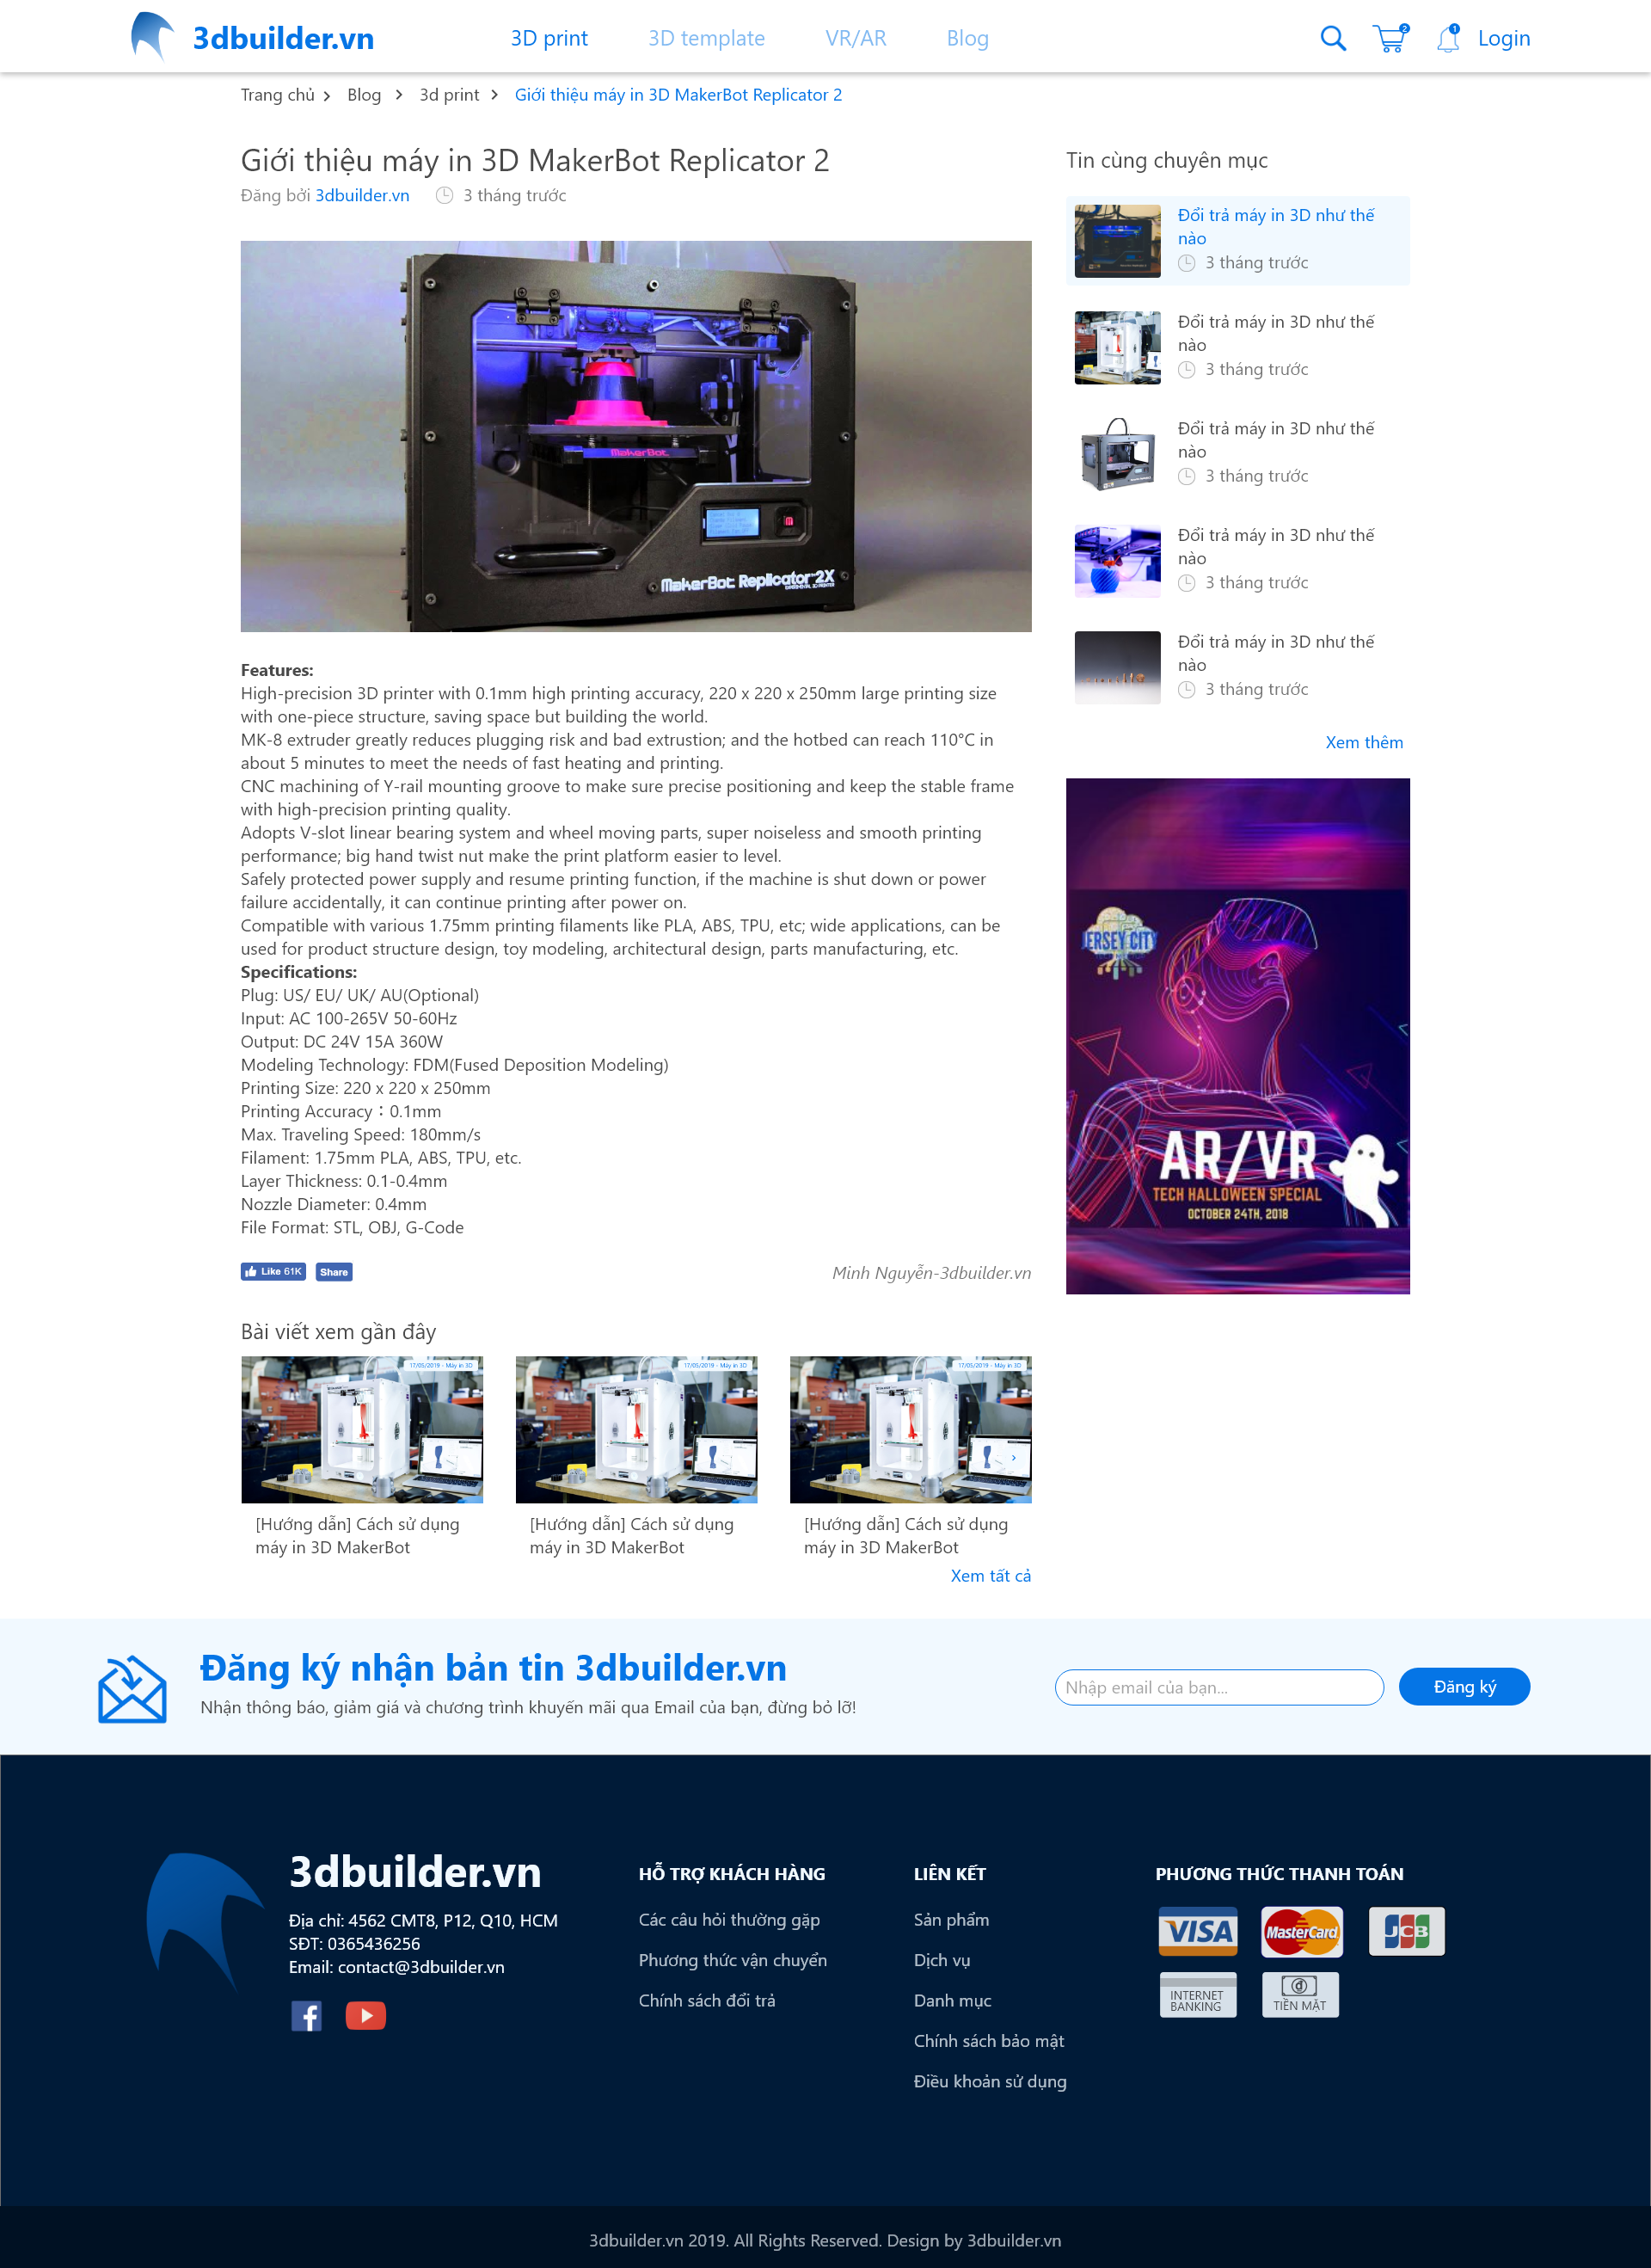 3dbuilder.vn
3D print
3D template
VR/AR
Blog
2
1
Login
Trang chủ > Blog > 3d print > Giới thiệu máy in 3D MakerBot Replicator 2
Giới thiệu máy in 3D MakerBot Replicator 2
Đăng bởi 3dbuilder.vn 3 tháng trước
MakerBot
MakerBot Replicator 2X
Features:
High-precision 3D printer with 0.1mm high printing accuracy, 220 x 220 x 250mm large printing size
with one-piece structure, saving space but building the world.
MK-8 extruder greatly reduces plugging risk and bad extrustion; and the hotbed can reach 110°C in
about 5 minutes to meet the needs of fast heating and printing.
CNC machining of Y-rail mounting groove to make sure precise positioning and keep the stable frame
with high-precision printing quality.
Adopts V-slot linear bearing system and wheel moving parts, super noiseless and smooth printing
performance; big hand twist nut make the print platform easier to level.
Safely protected power supply and resume printing function, if the machine is shut down or power
failure accidentally, it can continue printing after power on.
Compatible with various 1.75mm printing filaments like PLA, ABS, TPU, etc; wide applications, can be
used for product structure design, toy modeling, architectural design, parts manufacturing, etc.
Specifications:
Plug: US/ EU/ UK/ AU(Optional)
Input: AC 100-265V 50-60Hz
Output: DC 24V 15A 360W
Modeling Technology: FDM(Fused Deposition Modeling)
Printing Size: 220 x 220 x 250mm
Printing Accuracy：0.1mm
Max. Traveling Speed: 180mm/s
Filament: 1.75mm PLA, ABS, TPU, etc.
Layer Thickness: 0.1-0.4mm
Nozzle Diameter: 0.4mm
File Format: STL, OBJ, G-Code
Like 61K Share
Minh Nguyễn-3dbuilder.vn
Tin cùng chuyên mục
Đổi trả máy in 3D như thế
nào
3 tháng trước
Đổi trả máy in 3D như thế
nào
3 tháng trước
Đổi trả máy in 3D như thế
nào
3 tháng trước
Đổi trả máy in 3D như thế
nào
3 tháng trước
Đổi trả máy in 3D như thế
nào
3 tháng trước
Xem thêm
JERSEY CITY
AR/VR
TECH HALLOWEEN SPECIAL
OCTOBER 24TH, 2018
Bài viết xem gần đây
17/05/2019 - Máy in 3D
[Hướng dẫn] Cách sử dụng
máy in 3D MakerBot
17/05/2019 - Máy in 3D
[Hướng dẫn] Cách sử dụng
máy in 3D MakerBot
17/05/2019 - Máy in 3D
[Hướng dẫn] Cách sử dụng
máy in 3D MakerBot
Xem tất cả
Đăng ký nhận bản tin 3dbuilder.vn
Nhận thông báo, giảm giá và chương trình khuyến mãi qua Email của bạn, đừng bỏ lỡ!
Nhập email của bạn...
Đăng ký
3dbuilder.vn
Địa chỉ: 4562 CMT8, P12, Q10, HCM
SĐT: 0365436256
Email: contact@3dbuilder.vn
HỖ TRỢ KHÁCH HÀNG
Các câu hỏi thường gặp
Phương thức vận chuyển
Chính sách đổi trả
LIÊN KẾT
Sản phẩm
Dịch vụ
Danh mục
Chính sách bảo mật
Điều khoản sử dụng
PHƯƠNG THỨC THANH TOÁN
VISA
MasterCard
JCB
INTERNET
BANKING
đ
TIỀN MẶT
3dbuilder.vn 2019. All Rights Reserved. Design by 3dbuilder.vn